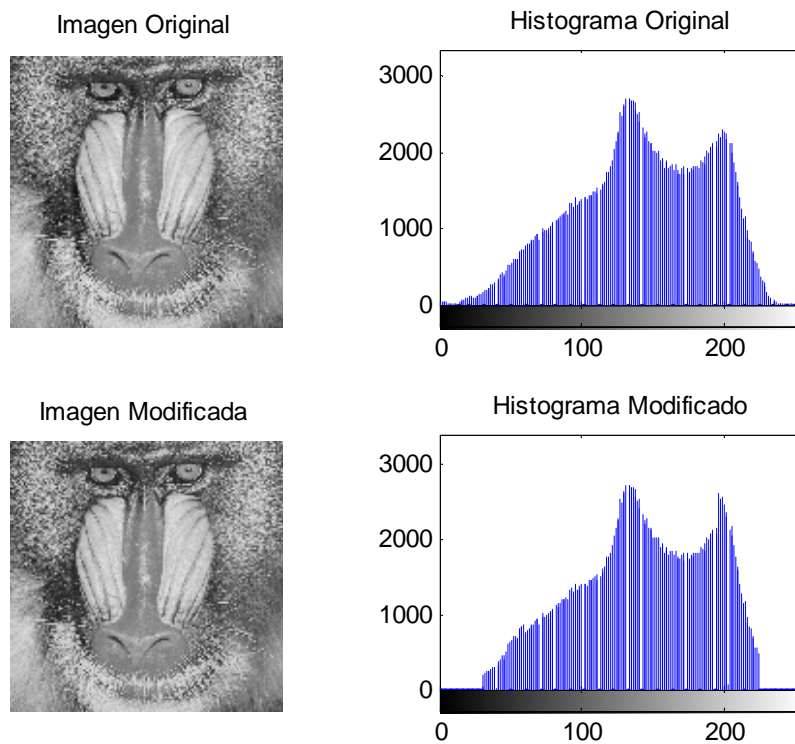 Imagen Original
Histograma Original
3000
2000
1000
0
0 100 200
Imagen Modificada
Histograma Modificado
3000
2000
1000
0
0 100 200